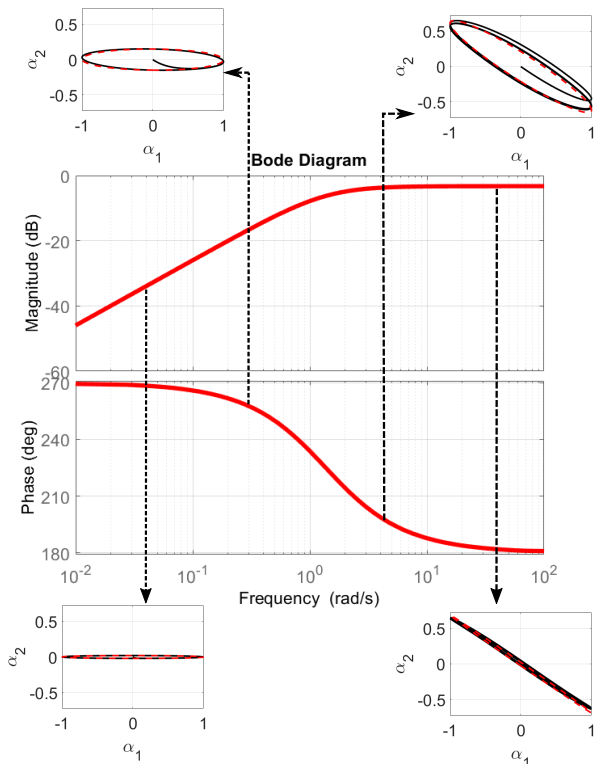 0.5
0
-0.5
α2
-1 0 1
α1
0.5
0
-0.5
α2
-1 0 1
α1
Bode Diagram
0
-20
-40
-60
Magnitude (dB)
270
240
210
180
Phase (deg)
10^-2 10^-1 10^0 10^1 10^2
Frequency (rad/s)
0.5
0
-0.5
α2
-1 0 1
α1
0.5
0
-0.5
α2
-1 0 1
α1